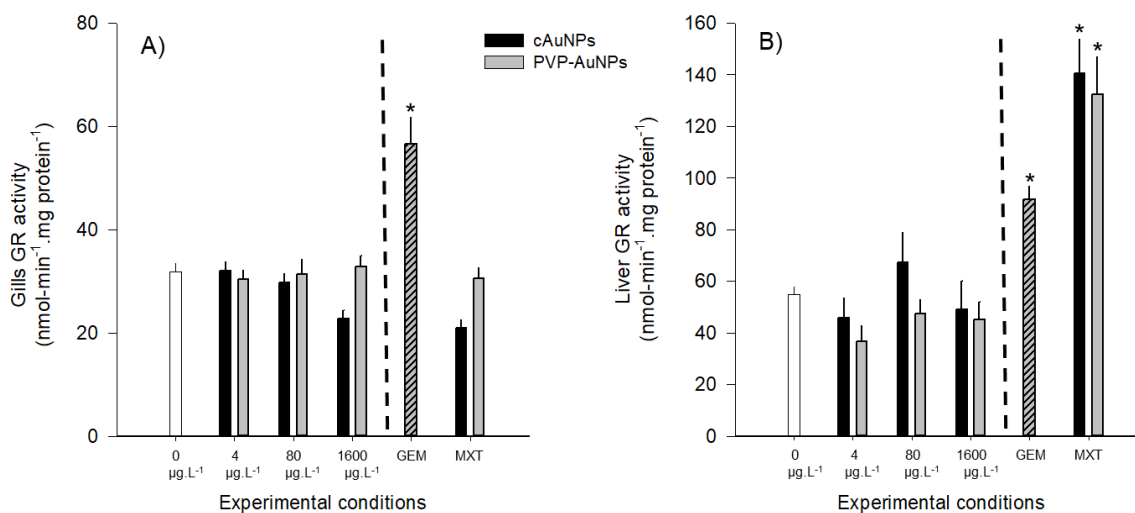 A)
cAuNPs
PVP-AuNPs
80
60
40
20
0
Gills GR activity
(nmol-min⁻¹.mg protein⁻¹)
*
0 4 80 1600 GEM MXT
µg.L⁻¹ µg.L⁻¹ µg.L⁻¹ µg.L⁻¹
Experimental conditions
B)
160
140
120
100
80
60
40
20
0
Liver GR activity
(nmol-min⁻¹.mg protein⁻¹)
* * *
0 4 80 1600 GEM MXT
µg.L⁻¹ µg.L⁻¹ µg.L⁻¹ µg.L⁻¹
Experimental conditions